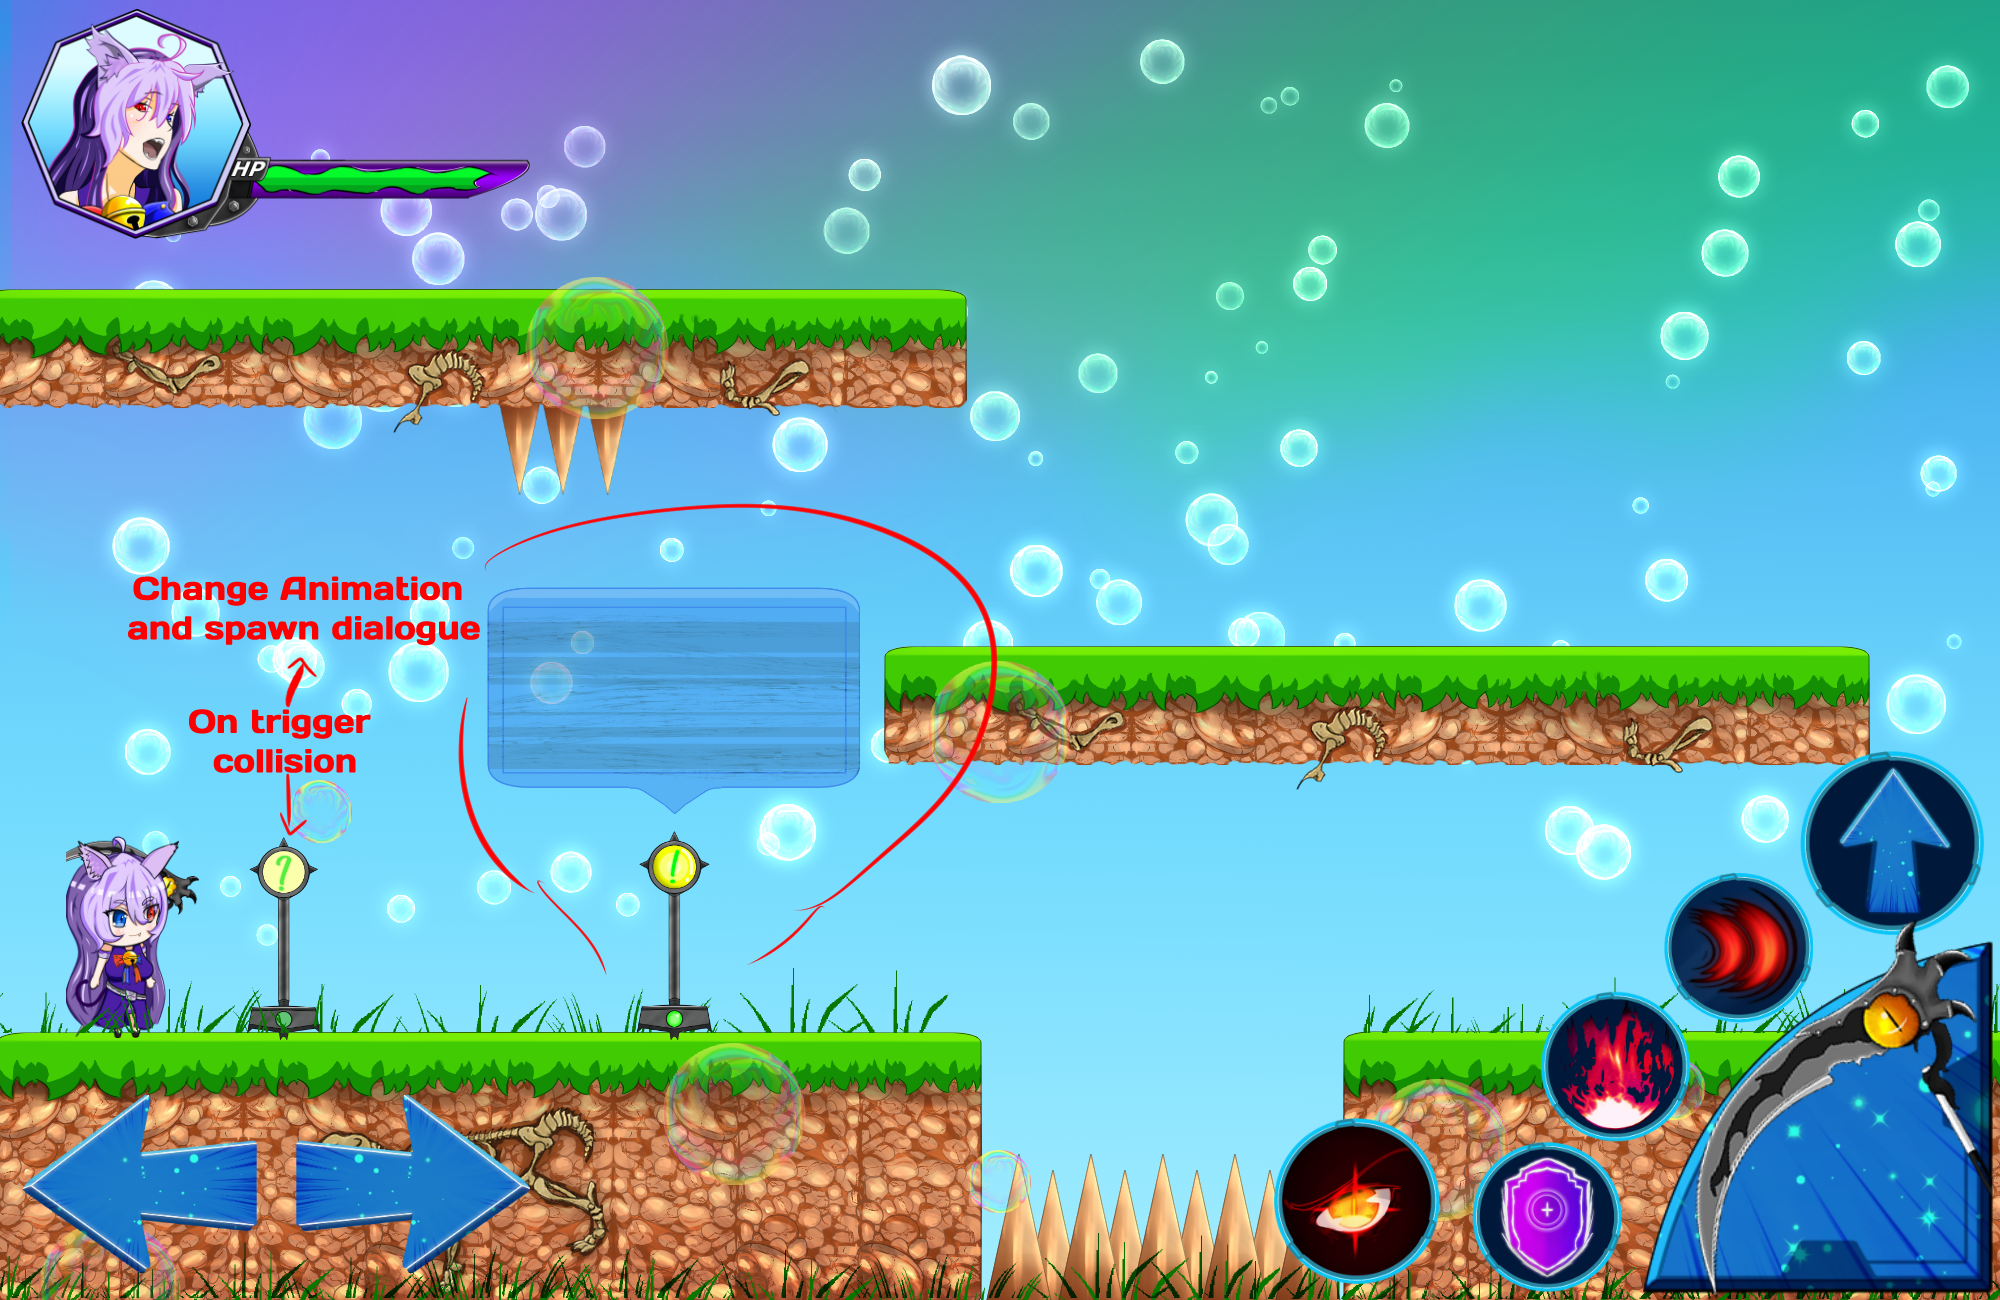 HP
Change Animation
and spawn dialogue
On trigger
collision
?
!